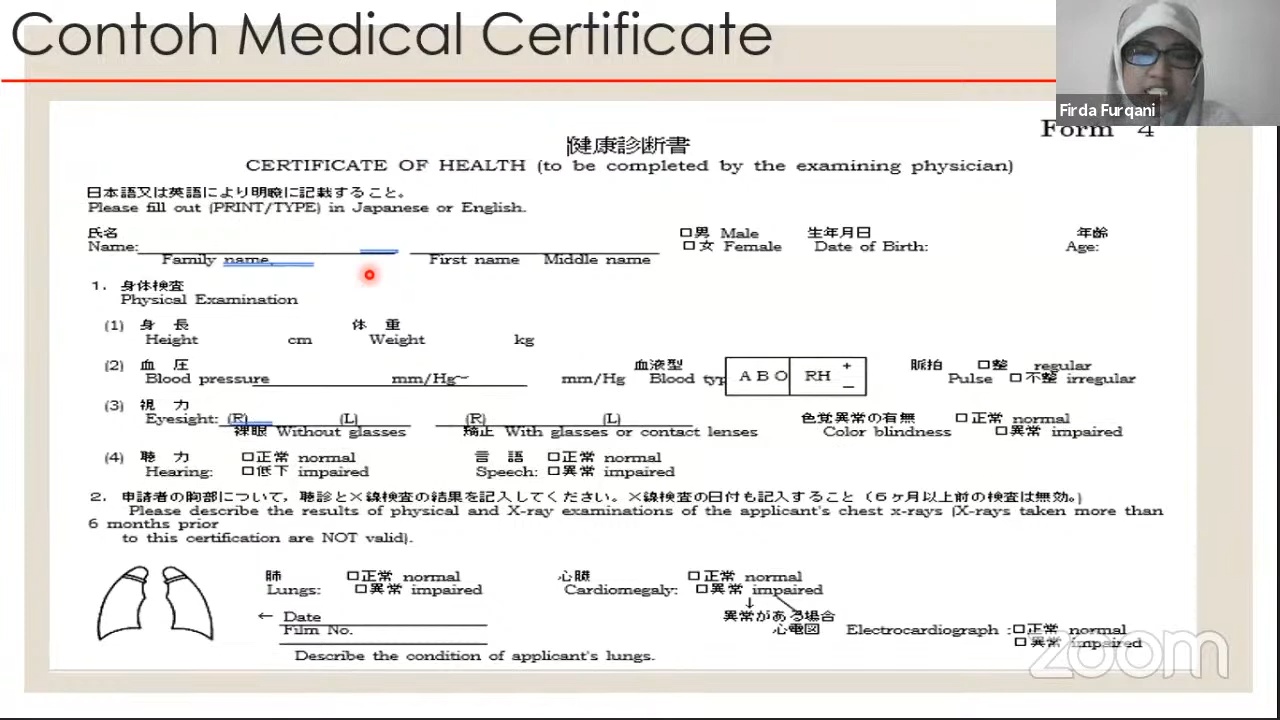 Contoh Medical Certificate
Firda Furqani
Form 4
健康診断書
CERTIFICATE OF HEALTH (to be completed by the examining physician)
日本語又は英語により明瞭に記載すること。
Please fill out (PRINT/TYPE) in Japanese or English.
氏名 □男 Male 生年月日 年齢
Name: □女 Female Date of Birth: Age:
Family name, First name Middle name
1. 身体検査
Physical Examination
(1) 身 長 体 重
Height cm Weight kg
(2) 血 圧 血液型 脈拍 □整 regular
Blood pressure mm/Hg～ mm/Hg Blood typ A B O RH + − Pulse □不整 irregular
(3) 視 力
Eyesight: (R) (L) (R) (L) 色覚異常の有無 □正常 normal
裸眼 Without glasses 矯正 With glasses or contact lenses Color blindness □異常 impaired
(4) 聴 力 □正常 normal 言 語 □正常 normal
Hearing: □低下 impaired Speech: □異常 impaired
2. 申請者の胸部について，聴診とX線検査の結果を記入してください。X線検査の日付も記入すること（6ヶ月以上前の検査は無効。）
Please describe the results of physical and X-ray examinations of the applicant's chest x-rays (X-rays taken more than
6 months prior
to this certification are NOT valid).
肺 □正常 normal 心臓 □正常 normal
Lungs: □異常 impaired Cardiomegaly: □異常 impaired
↓
← Date 異常がある場合
Film No. 心電図 Electrocardiograph :□正常 normal
□異常 impaired
Describe the condition of applicant's lungs.
zoom